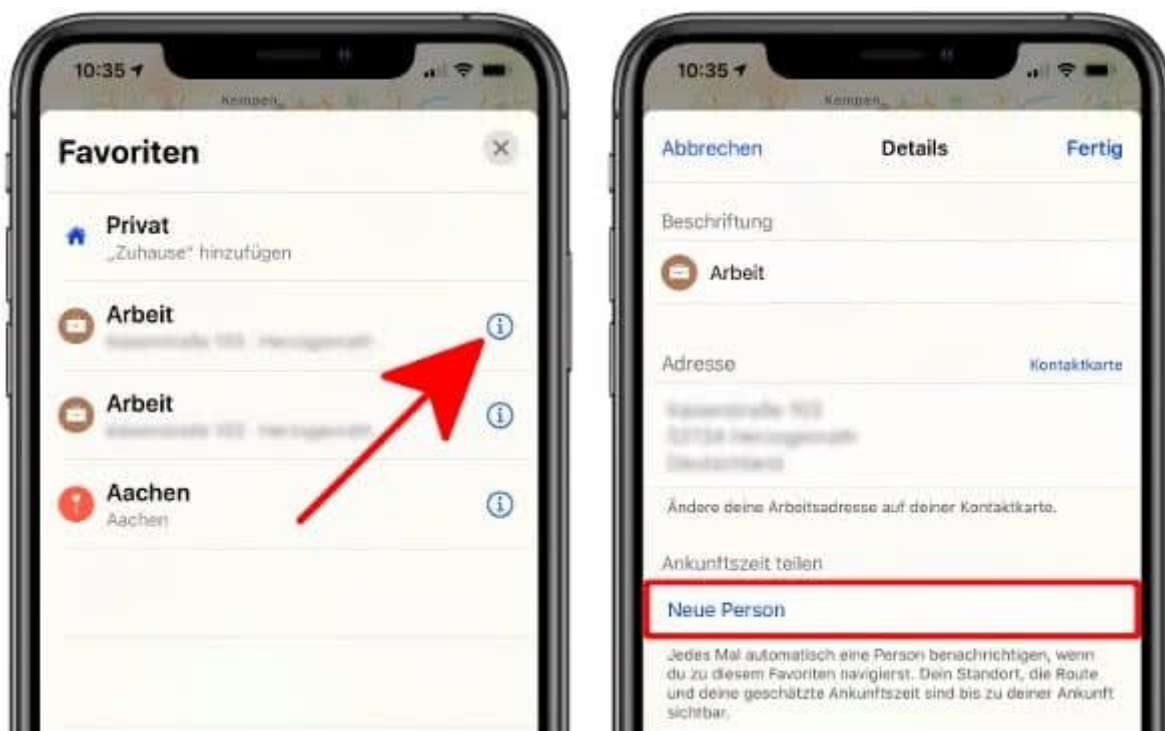 10:35
Kempen
Favoriten
Privat
„Zuhause" hinzufügen
Arbeit
Arbeit
Aachen
Aachen
10:35
Kempen
Abbrechen
Details
Fertig
Beschriftung
Arbeit
Adresse
Kontaktkarte
Ändere deine Arbeitsadresse auf deiner Kontaktkarte.
Ankunftszeit teilen
Neue Person
Jedes Mal automatisch eine Person benachrichtigen, wenn
du zu diesem Favoriten navigierst. Dein Standort, die Route
und deine geschätzte Ankunftszeit sind bis zu deiner Ankunft
sichtbar.